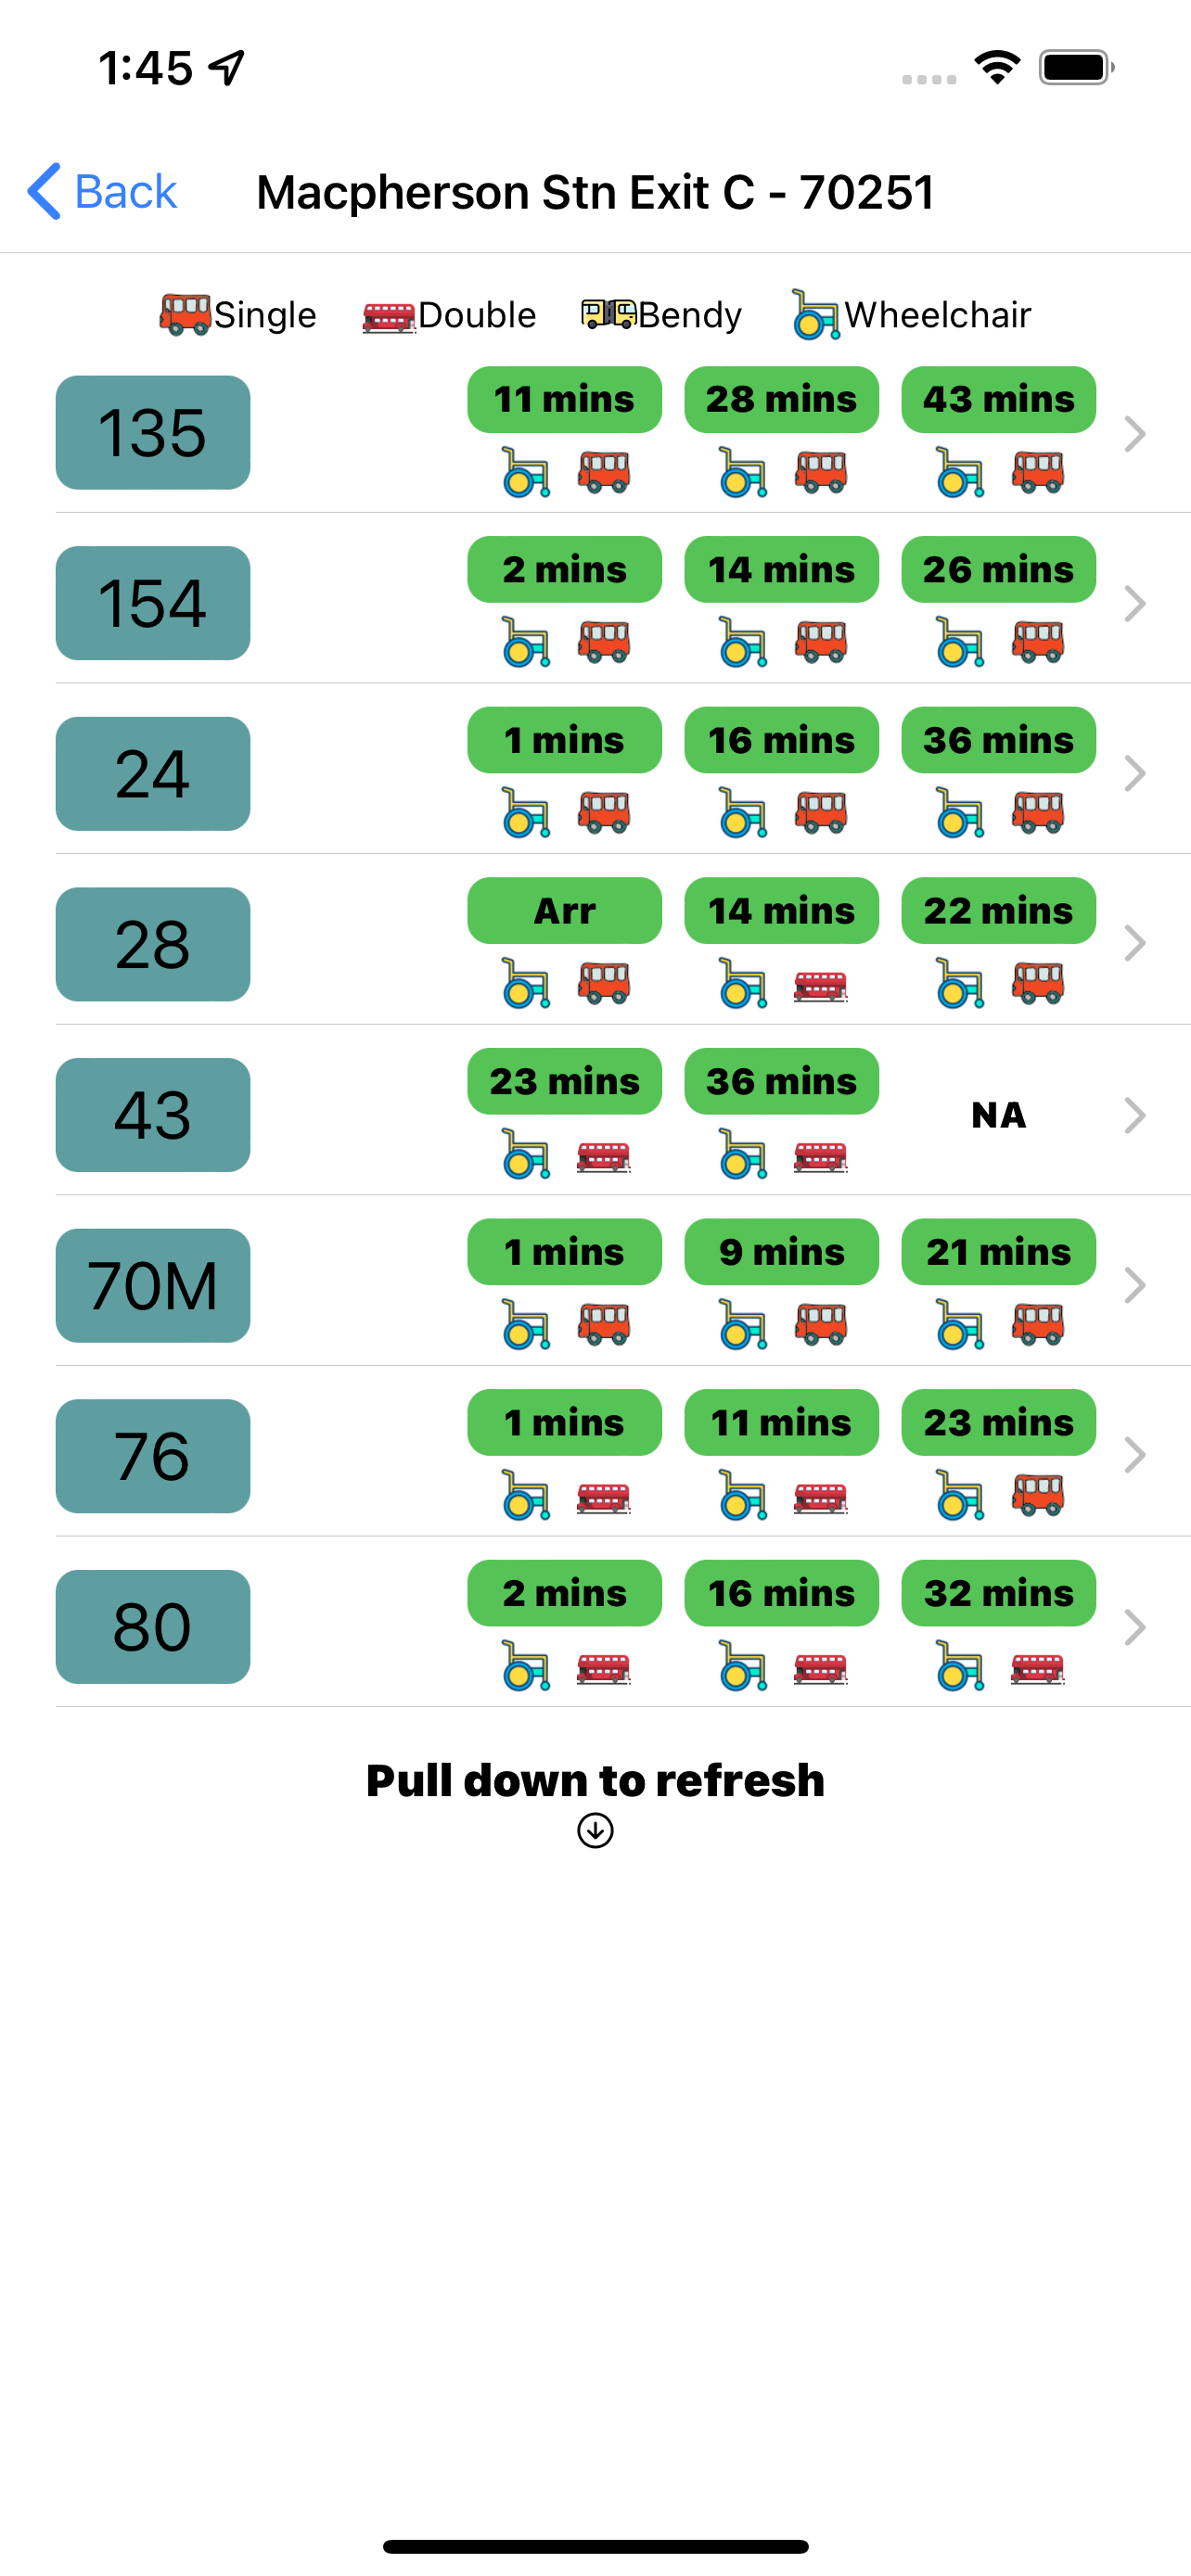 1:45
Back Macpherson Stn Exit C - 70251
Single Double Bendy Wheelchair
135 11 mins 28 mins 43 mins
154 2 mins 14 mins 26 mins
24 1 mins 16 mins 36 mins
28 Arr 14 mins 22 mins
43 23 mins 36 mins NA
70M 1 mins 9 mins 21 mins
76 1 mins 11 mins 23 mins
80 2 mins 16 mins 32 mins
Pull down to refresh